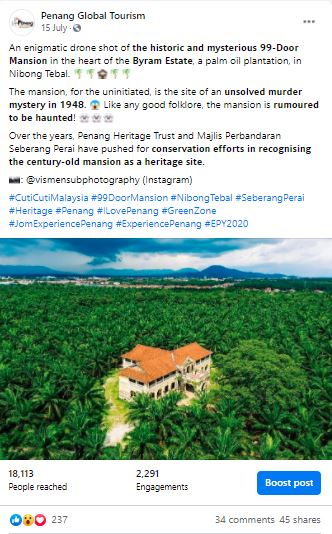 Penang Global Tourism
15 July ·
An enigmatic drone shot of the historic and mysterious 99-Door
Mansion in the heart of the Byram Estate, a palm oil plantation, in
Nibong Tebal.
The mansion, for the uninitiated, is the site of an unsolved murder
mystery in 1948. Like any good folklore, the mansion is rumoured
to be haunted!
Over the years, Penang Heritage Trust and Majlis Perbandaran
Seberang Perai have pushed for conservation efforts in recognising
the century-old mansion as a heritage site.
: @vismensubphotography (Instagram)
#CutiCutiMalaysia #99DoorMansion #NibongTebal #SeberangPerai
#Heritage #Penang #ILovePenang #GreenZone
#JomExperiencePenang #ExperiencePenang #EPY2020
18,113
People reached
2,291
Engagements
Boost post
237
34 comments 45 shares